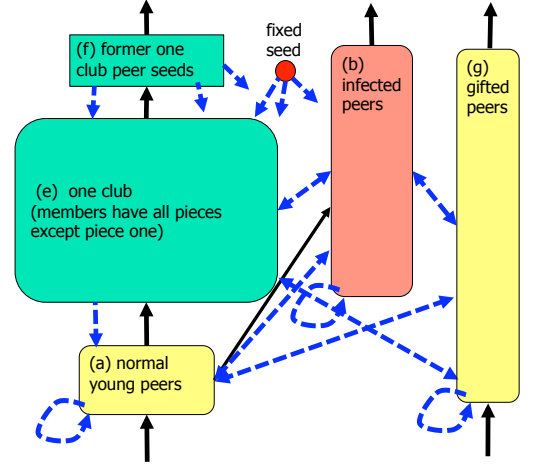 (f) former one
club peer seeds
fixed
seed
(b)
infected
peers
(g)
gifted
peers
(e)  one club
(members have all pieces
except piece one)
(a) normal
young peers